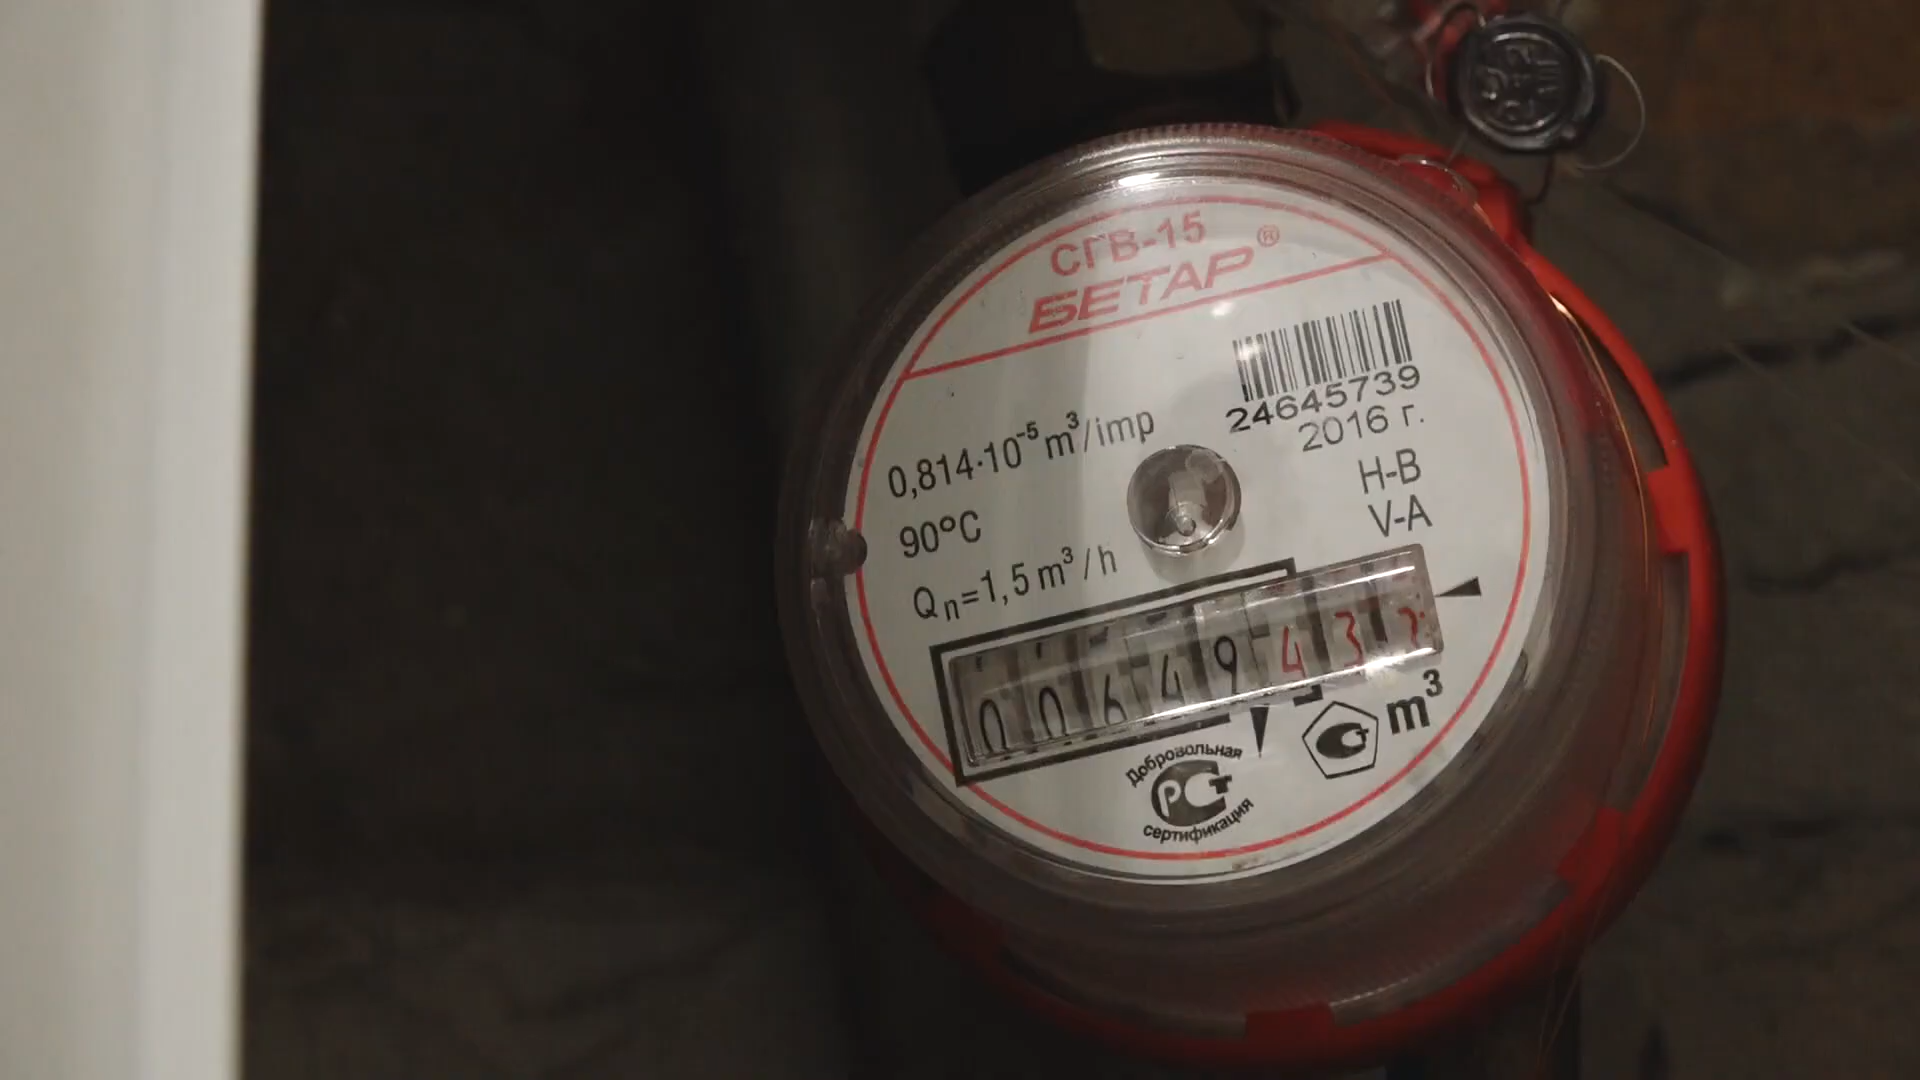 СГВ-15
БЕТАР®
24645739
2016 г.
0,814·10⁻⁵ m³/imp
H-B
90°C
V-A
Qn=1,5 m³/h
0064943
m³
Добровольная
РСТ
сертификация